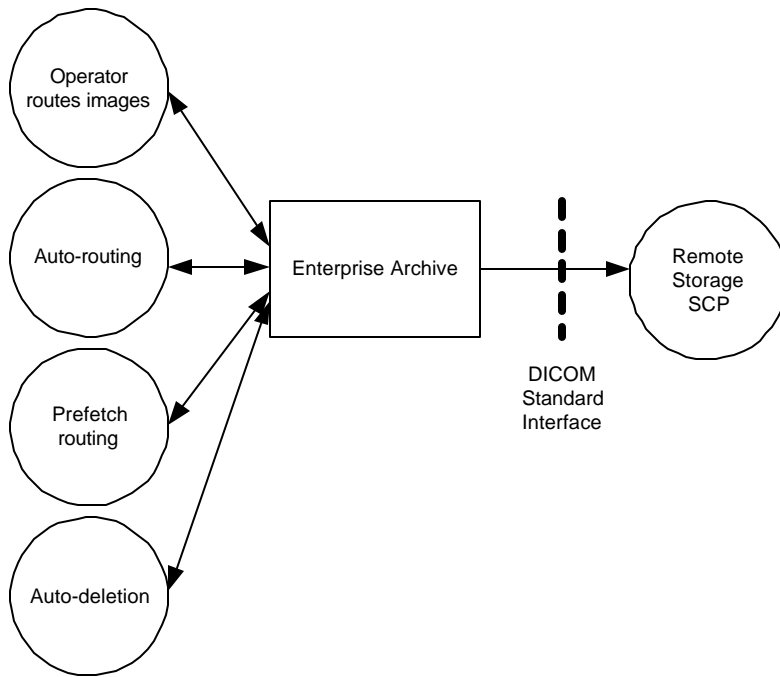 Operator
routes images
Auto-routing
Enterprise Archive
Remote
Storage
SCP
Prefetch
routing
DICOM
Standard
Interface
Auto-deletion